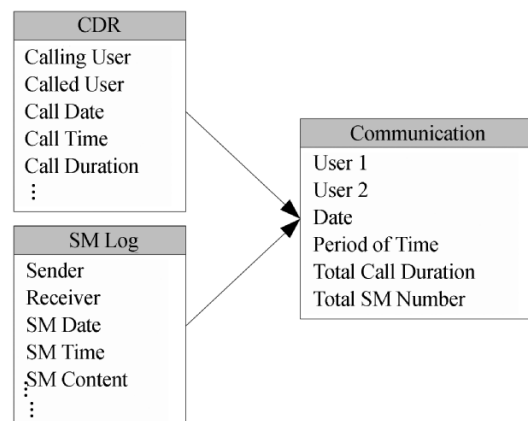 CDR
Calling User
Called User
Call Date
Call Time
Call Duration
⋮
SM Log
Sender
Receiver
SM Date
SM Time
SM Content
⋮
⋮
Communication
User 1
User 2
Date
Period of Time
Total Call Duration
Total SM Number